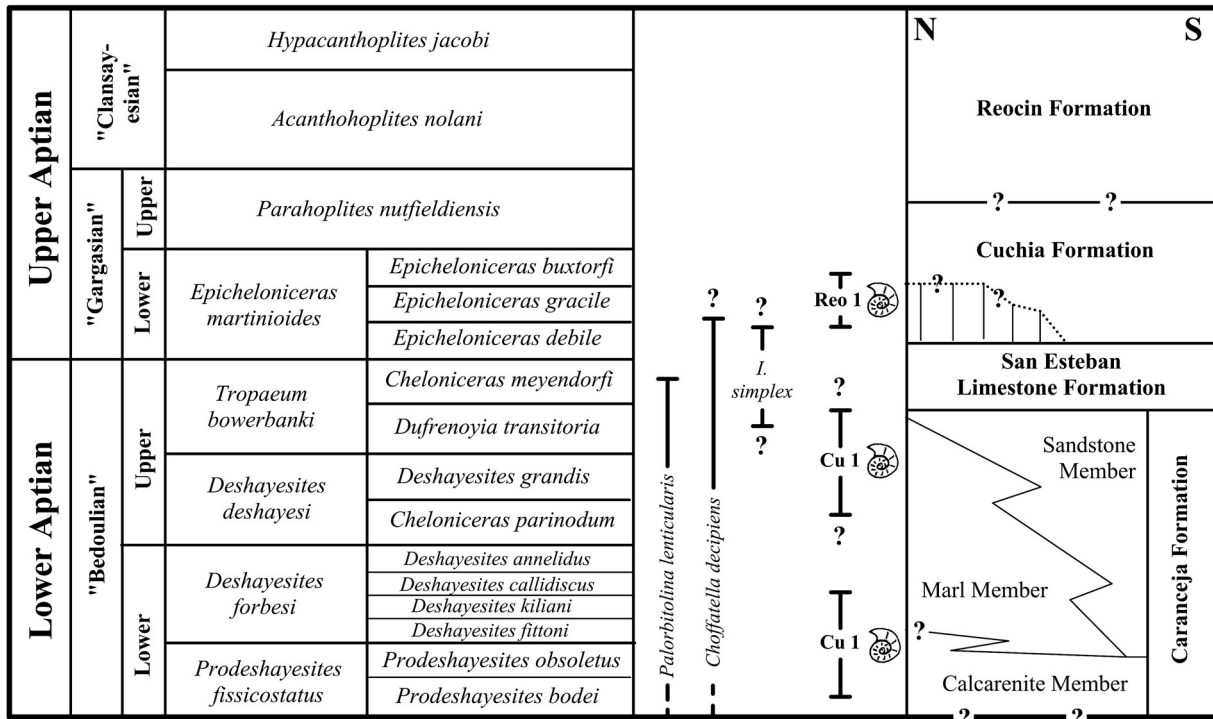 Upper Aptian
Lower Aptian
"Clansay-
esian"
"Gargasian"
"Bedoulian"
Upper
Lower
Upper
Lower
Hypacanthoplites jacobi
Acanthohoplites nolani
Parahoplites nutfieldiensis
Epicheloniceras
martinioides
Epicheloniceras buxtorfi
Epicheloniceras gracile
Epicheloniceras debile
Tropaeum
bowerbanki
Cheloniceras meyendorfi
Dufrenoyia transitoria
Deshayesites
deshayesi
Deshayesites grandis
Cheloniceras parinodum
Deshayesites
forbesi
Deshayesites annelidus
Deshayesites callidiscus
Deshayesites kiliani
Deshayesites fittoni
Prodeshayesites
fissicostatus
Prodeshayesites obsoletus
Prodeshayesites bodei
Palorbitolina lenticularis
?
Choffatella decipiens
?
I.
simplex
?
Reo 1
?
Cu 1
?
Cu 1
N S
Reocin Formation
? ?
Cuchia Formation
? ?
San Esteban
Limestone Formation
Sandstone
Member
Marl Member
?
Calcarenite Member
? ?
Caranceja Formation